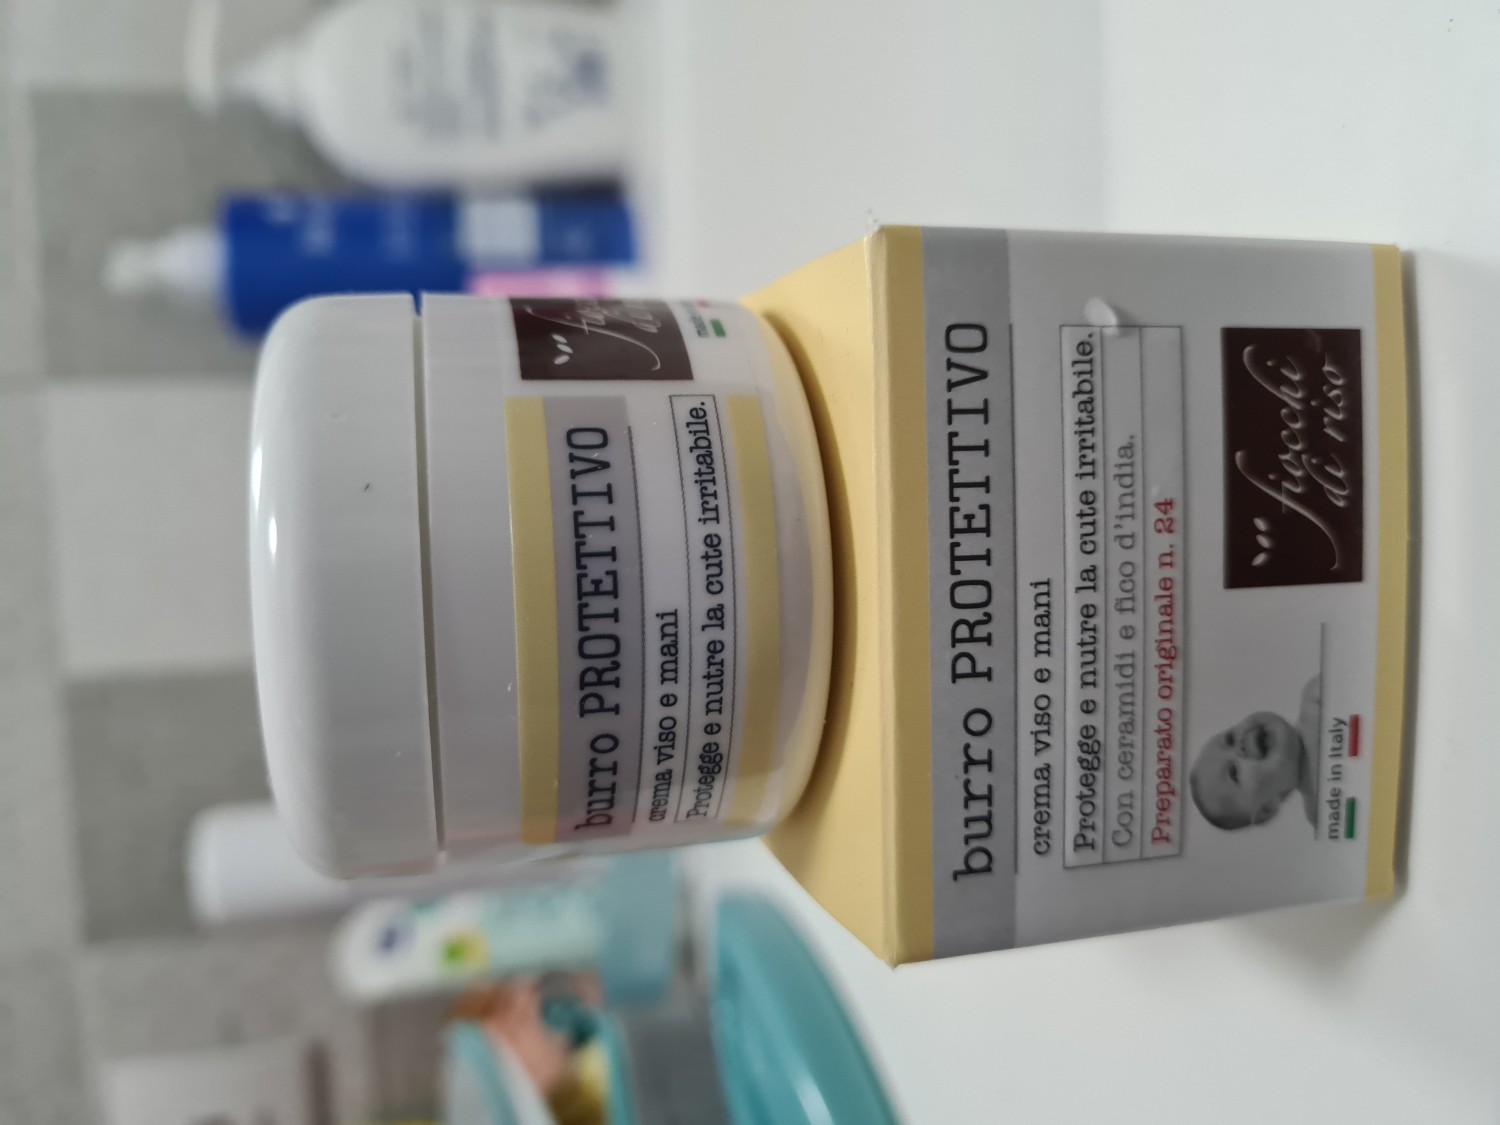 burro PROTETTIVO
crema viso e mani
Protegge e nutre la cute irritabile.
burro PROTETTIVO
crema viso e mani
Protegge e nutre la cute irritabile.
Con ceramidi e fico d'india.
Preparato originale n. 24
made in italy
fiocchi
di riso